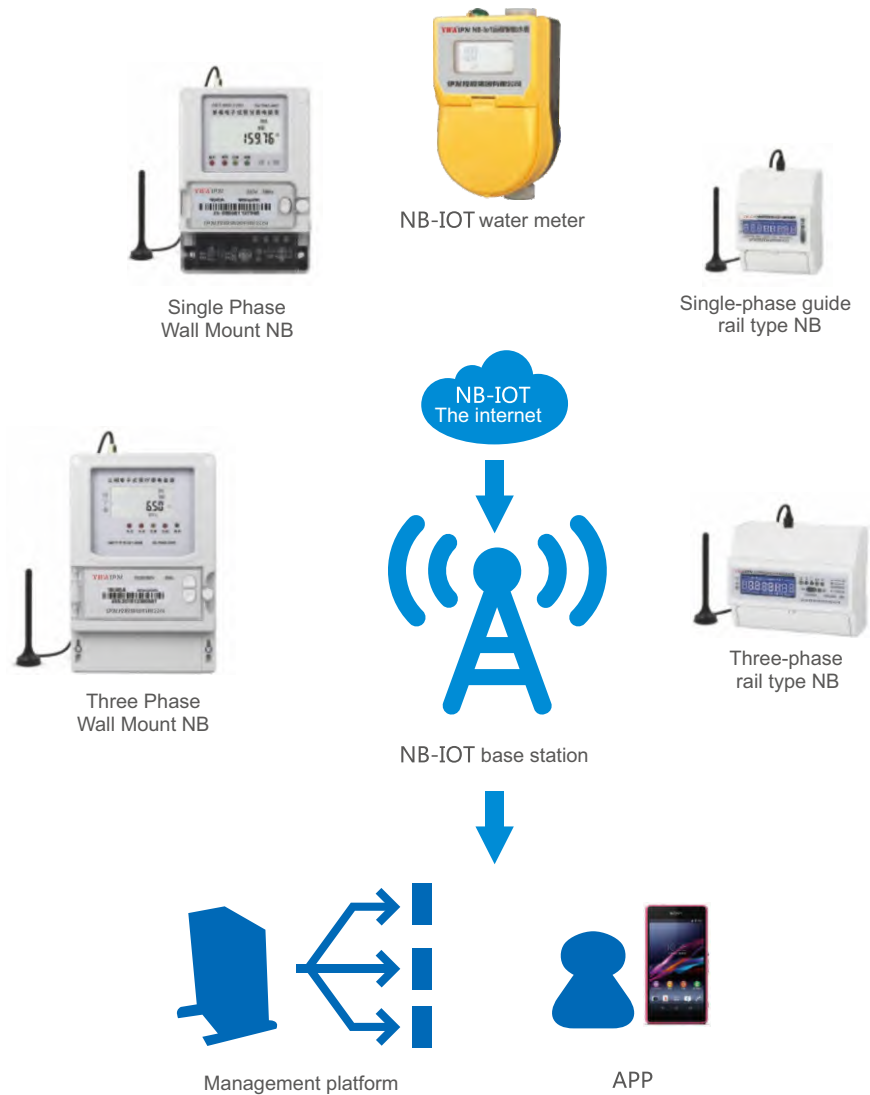 159.76
NB-IOT water meter
Single Phase
Wall Mount NB
Single-phase guide
rail type NB
NB-IOT
The internet
650
Three Phase
Wall Mount NB
Three-phase
rail type NB
NB-IOT base station
Management platform
APP